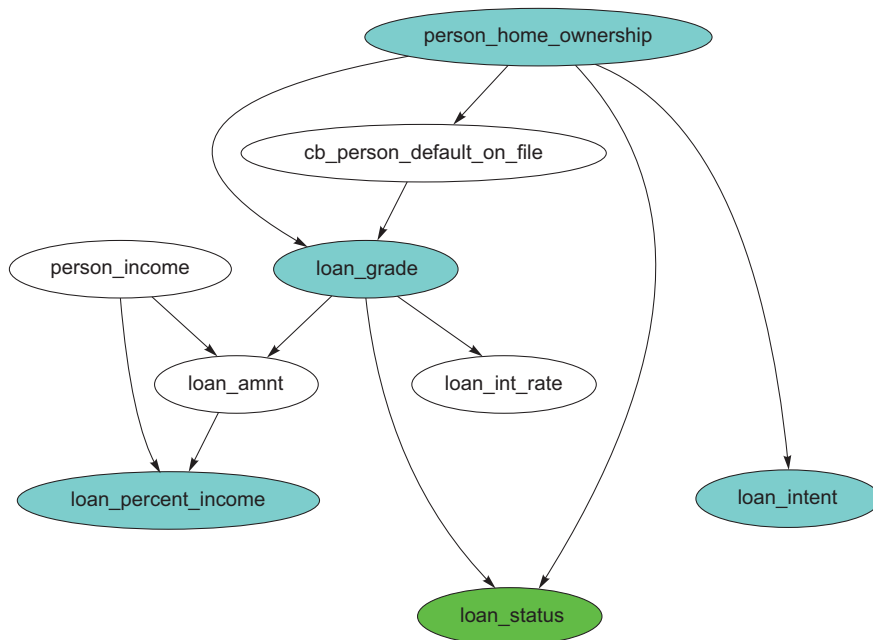 person_home_ownership
cb_person_default_on_file
person_income
loan_grade
loan_amnt
loan_int_rate
loan_percent_income
loan_intent
loan_status